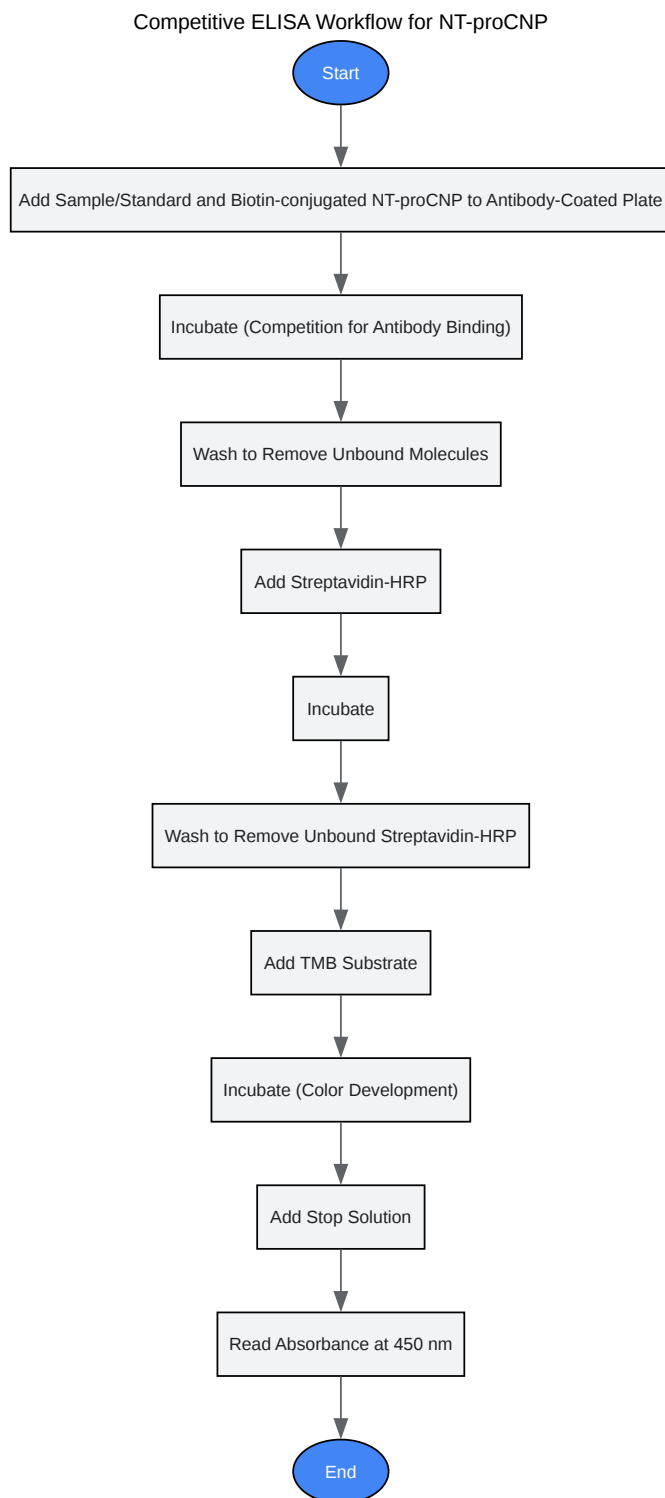 Competitive ELISA Workflow for NT-proCNP
Start
Add Sample/Standard and Biotin-conjugated NT-proCNP to Antibody-Coated Plate
Incubate (Competition for Antibody Binding)
Wash to Remove Unbound Molecules
Add Streptavidin-HRP
Incubate
Wash to Remove Unbound Streptavidin-HRP
Add TMB Substrate
Incubate (Color Development)
Add Stop Solution
Read Absorbance at 450 nm
End